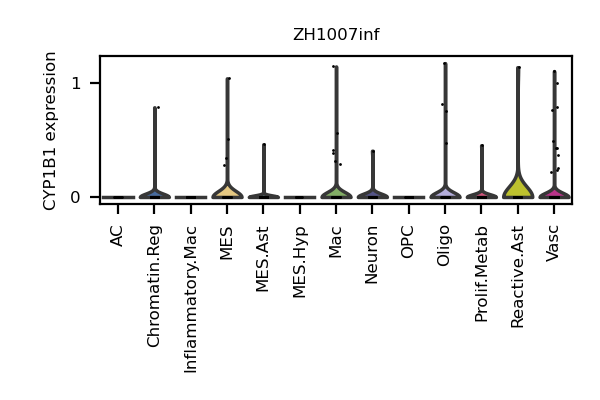 ZH1007inf
CYP1B1 expression
1
0
AC
Chromatin.Reg
Inflammatory.Mac
MES
MES.Ast
MES.Hyp
Mac
Neuron
OPC
Oligo
Prolif.Metab
Reactive.Ast
Vasc